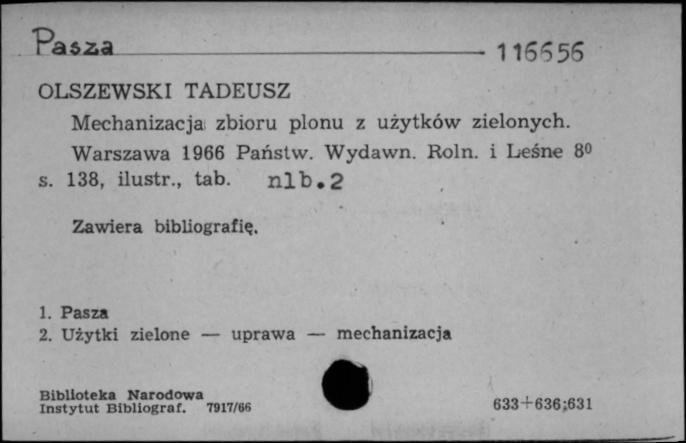 Pasza 116656
OLSZEWSKI TADEUSZ
Mechanizacja zbioru plonu z użytków zielonych.
Warszawa 1966 Państw. Wydawn. Roln. i Leśne 8⁰
s. 138, ilustr., tab. nlb.2
Zawiera bibliografię.
1. Pasza
2. Użytki zielone — uprawa — mechanizacja
Biblioteka Narodowa
Instytut Bibliograf. 7917/66 633+636;631